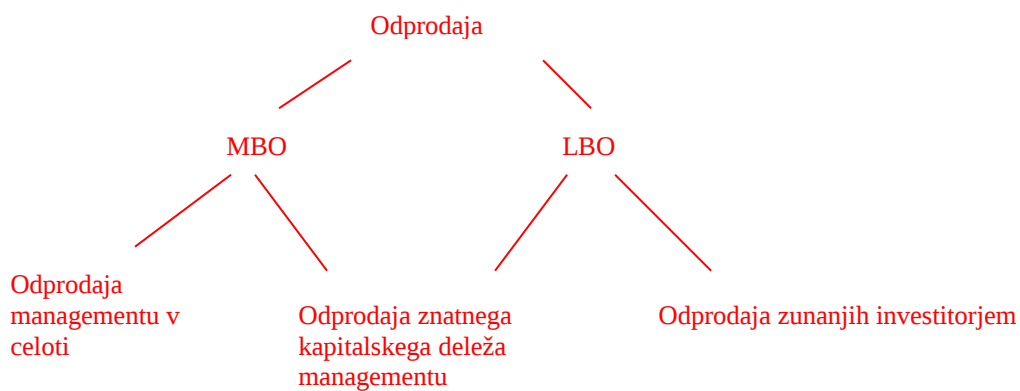 Odprodaja
MBO
LBO
Odprodaja
managementu v
celoti
Odprodaja znatnega
kapitalskega deleža
managementu
Odprodaja zunanjih investitorjem